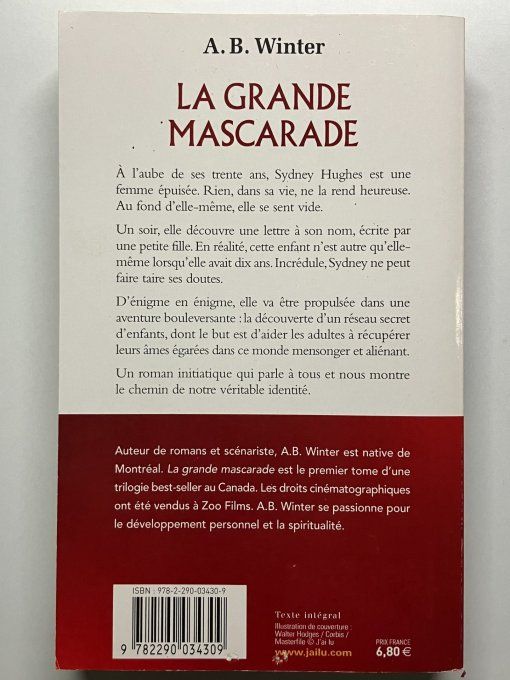 A. B. Winter
LA GRANDE
MASCARADE
À l'aube de ses trente ans, Sydney Hughes est une
femme épuisée. Rien, dans sa vie, ne la rend heureuse.
Au fond d'elle-même, elle se sent vide.
Un soir, elle découvre une lettre à son nom, écrite par
une petite fille. En réalité, cette enfant n'est autre qu'elle-
même lorsqu'elle avait dix ans. Incrédule, Sydney ne peut
faire taire ses doutes.
D'énigme en énigme, elle va être propulsée dans une
aventure bouleversante : la découverte d'un réseau secret
d'enfants, dont le but est d'aider les adultes à récupérer
leurs âmes égarées dans ce monde mensonger et aliénant.
Un roman initiatique qui parle à tous et nous montre
le chemin de notre véritable identité.
Auteur de romans et scénariste, A.B. Winter est native de
Montréal. La grande mascarade est le premier tome d'une
trilogie best-seller au Canada. Les droits cinématographiques
ont été vendus à Zoo Films. A.B. Winter se passionne pour
le développement personnel et la spiritualité.
ISBN : 978-2-290-03430-9
9 782290 034309
Texte intégral
Illustration de couverture :
Walter Hodges / Corbis /
Masterfile © J'ai lu
www.jailu.com
PRIX FRANCE
6,80 €